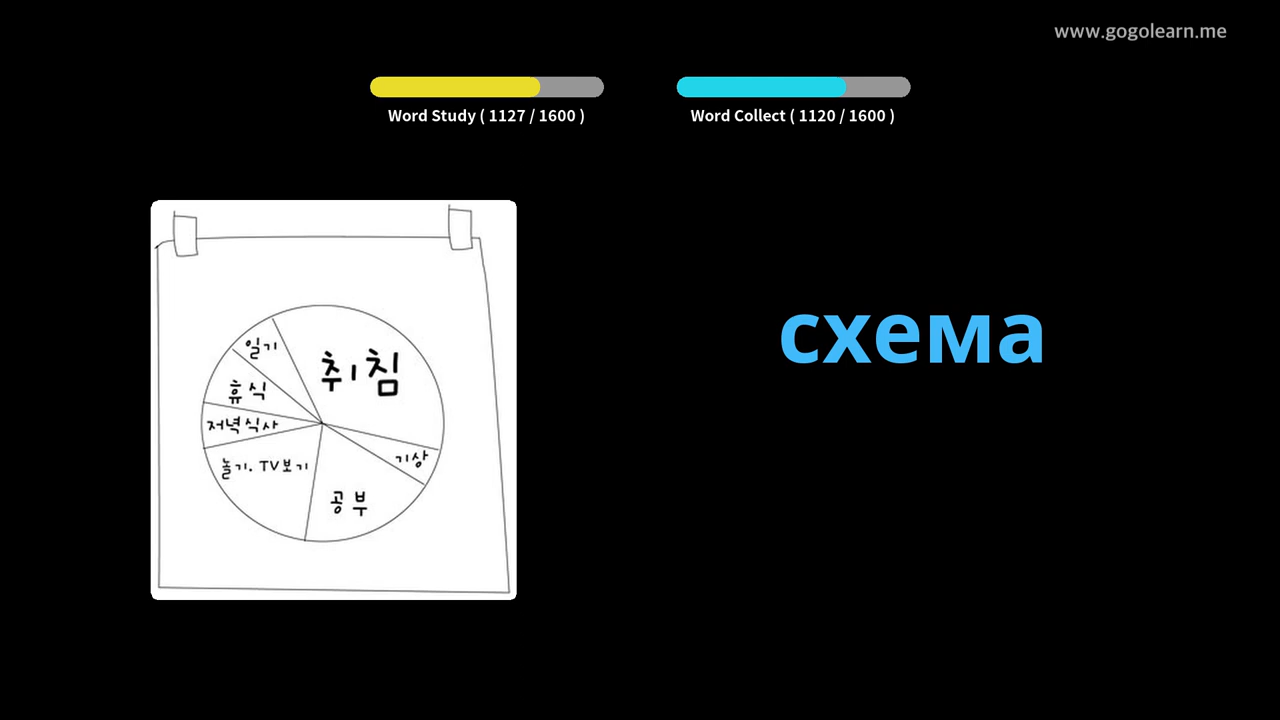 www.gogolearn.me
Word Study ( 1127 / 1600 )
Word Collect ( 1120 / 1600 )
схема
일기
취침
휴식
저녁식사
기상
놀기. TV보기
공부